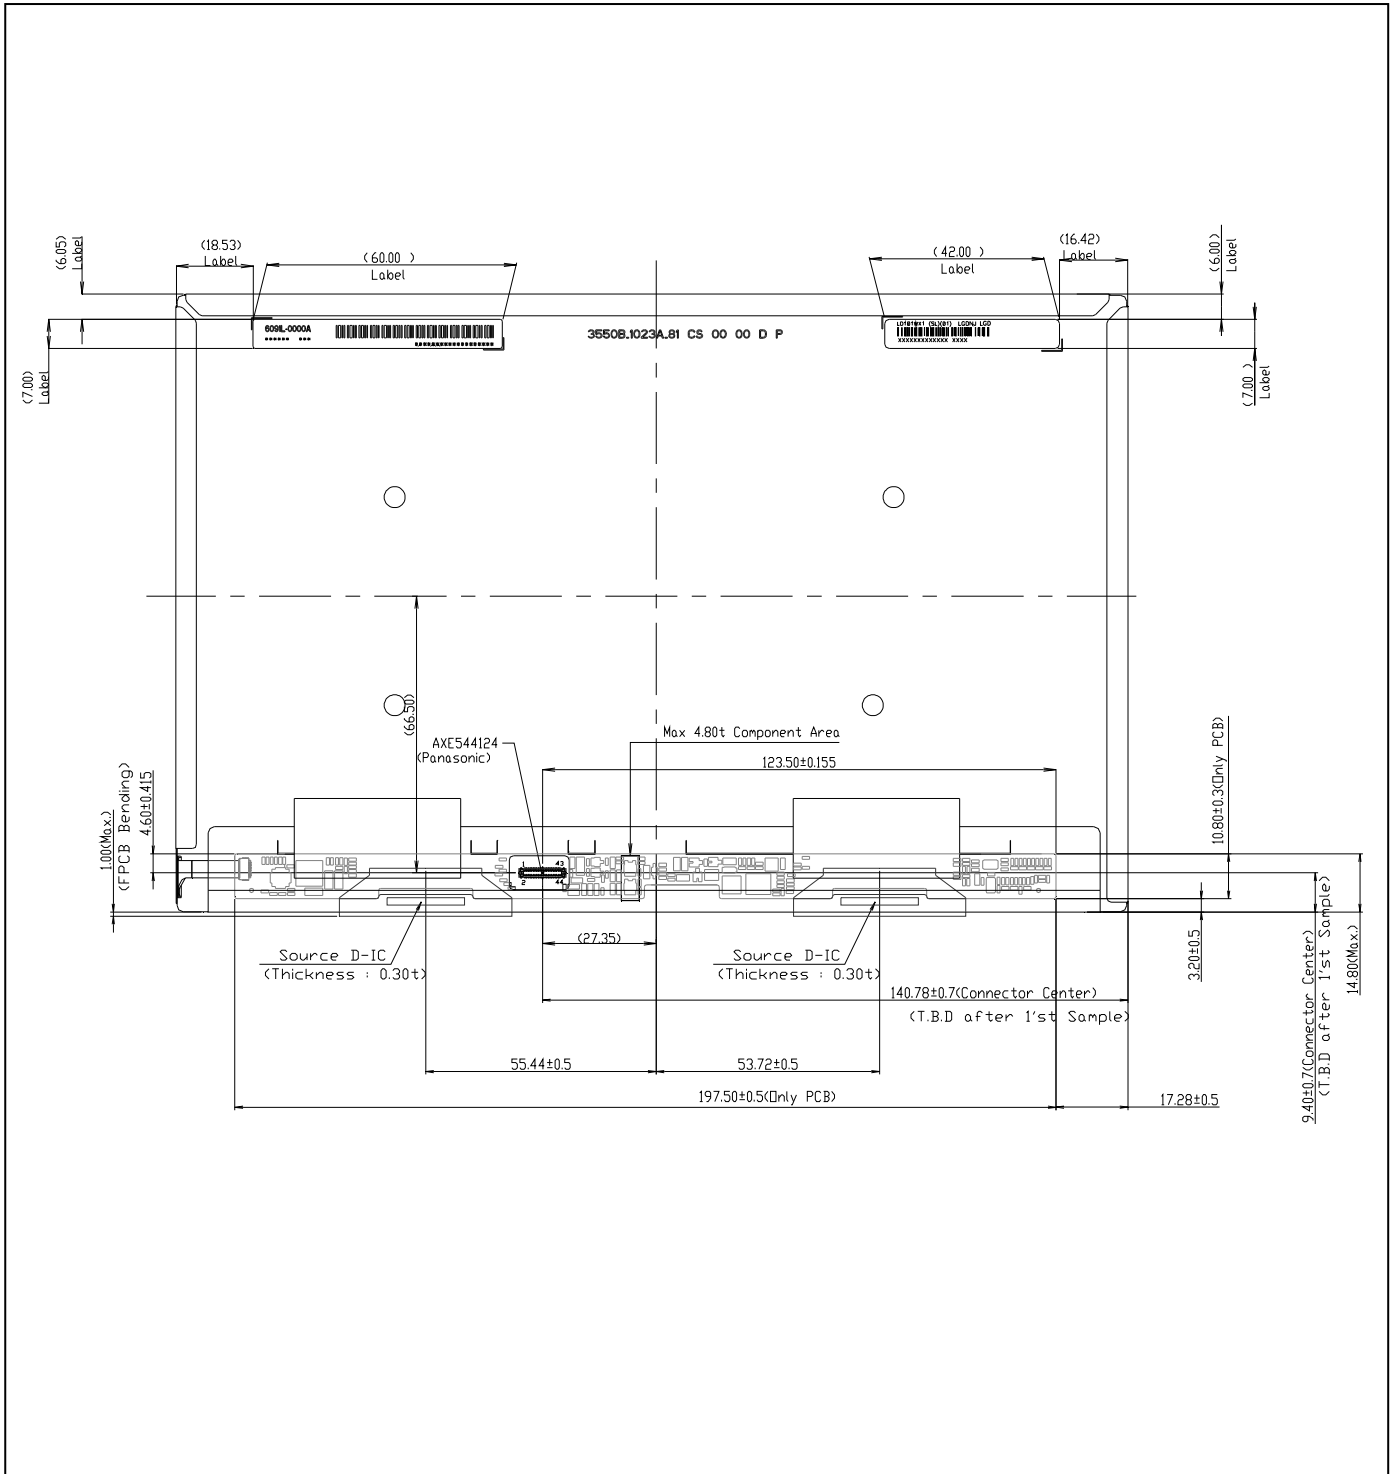 (6.05)
Label
(18.53)
Label
(60.00 )
Label
(42.00 )
Label
(16.42)
Label
(6.00)
Label
6091L-0000A
3550B.1023A.81 CS 00 00 D P
(SL)(01) LGDNJ LGD
XXXXXXXXXXXXX XXXX
(7.00)
Label
(7.00 )
Label
(66.50)
AXE544124
(Panasonic)
Max 4.80t Component Area
123.50±0.155
10.80±0.3(Only PCB)
1.00(Max.)
(FPCB Bending)
4.60±0.415
1 43
2 44
(27.35)
Source D-IC
(Thickness : 0.30t)
Source D-IC
(Thickness : 0.30t)
3.20±0.5
9.40±0.7(Connector Center)
(T.B.D after 1'st Sample)
14.80(Max.)
140.78±0.7(Connector Center)
(T.B.D after 1'st Sample)
55.44±0.5
53.72±0.5
197.50±0.5(Only PCB)
17.28±0.5